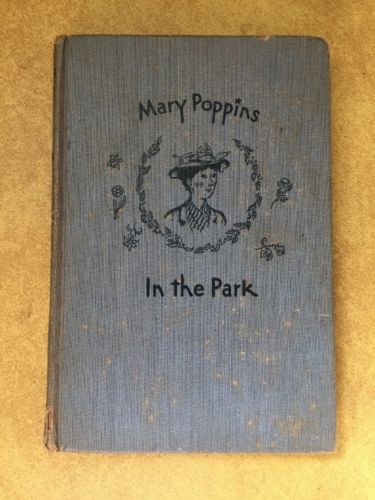 Mary Poppins
In the Park